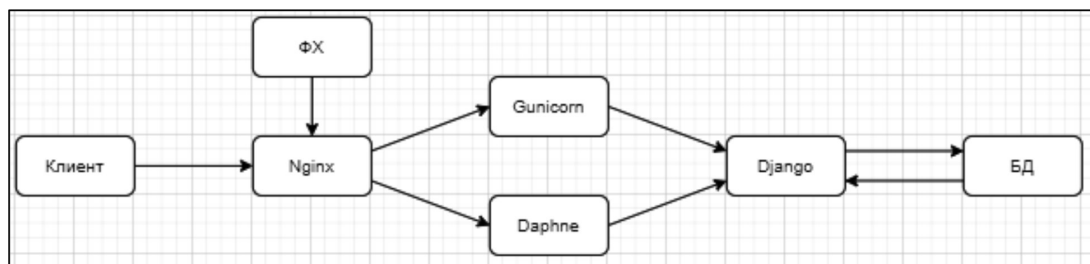 ФХ
Gunicorn
Клиент
Nginx
Django
БД
Daphne